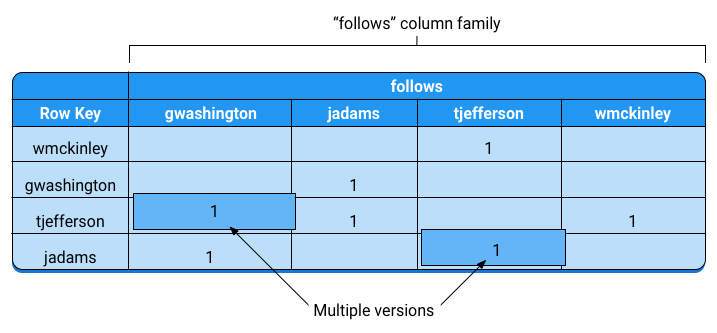 “follows” column family
follows
Row Key gwashington jadams tjefferson wmckinley
wmckinley 1
gwashington 1
tjefferson 1 1 1
jadams 1 1
Multiple versions